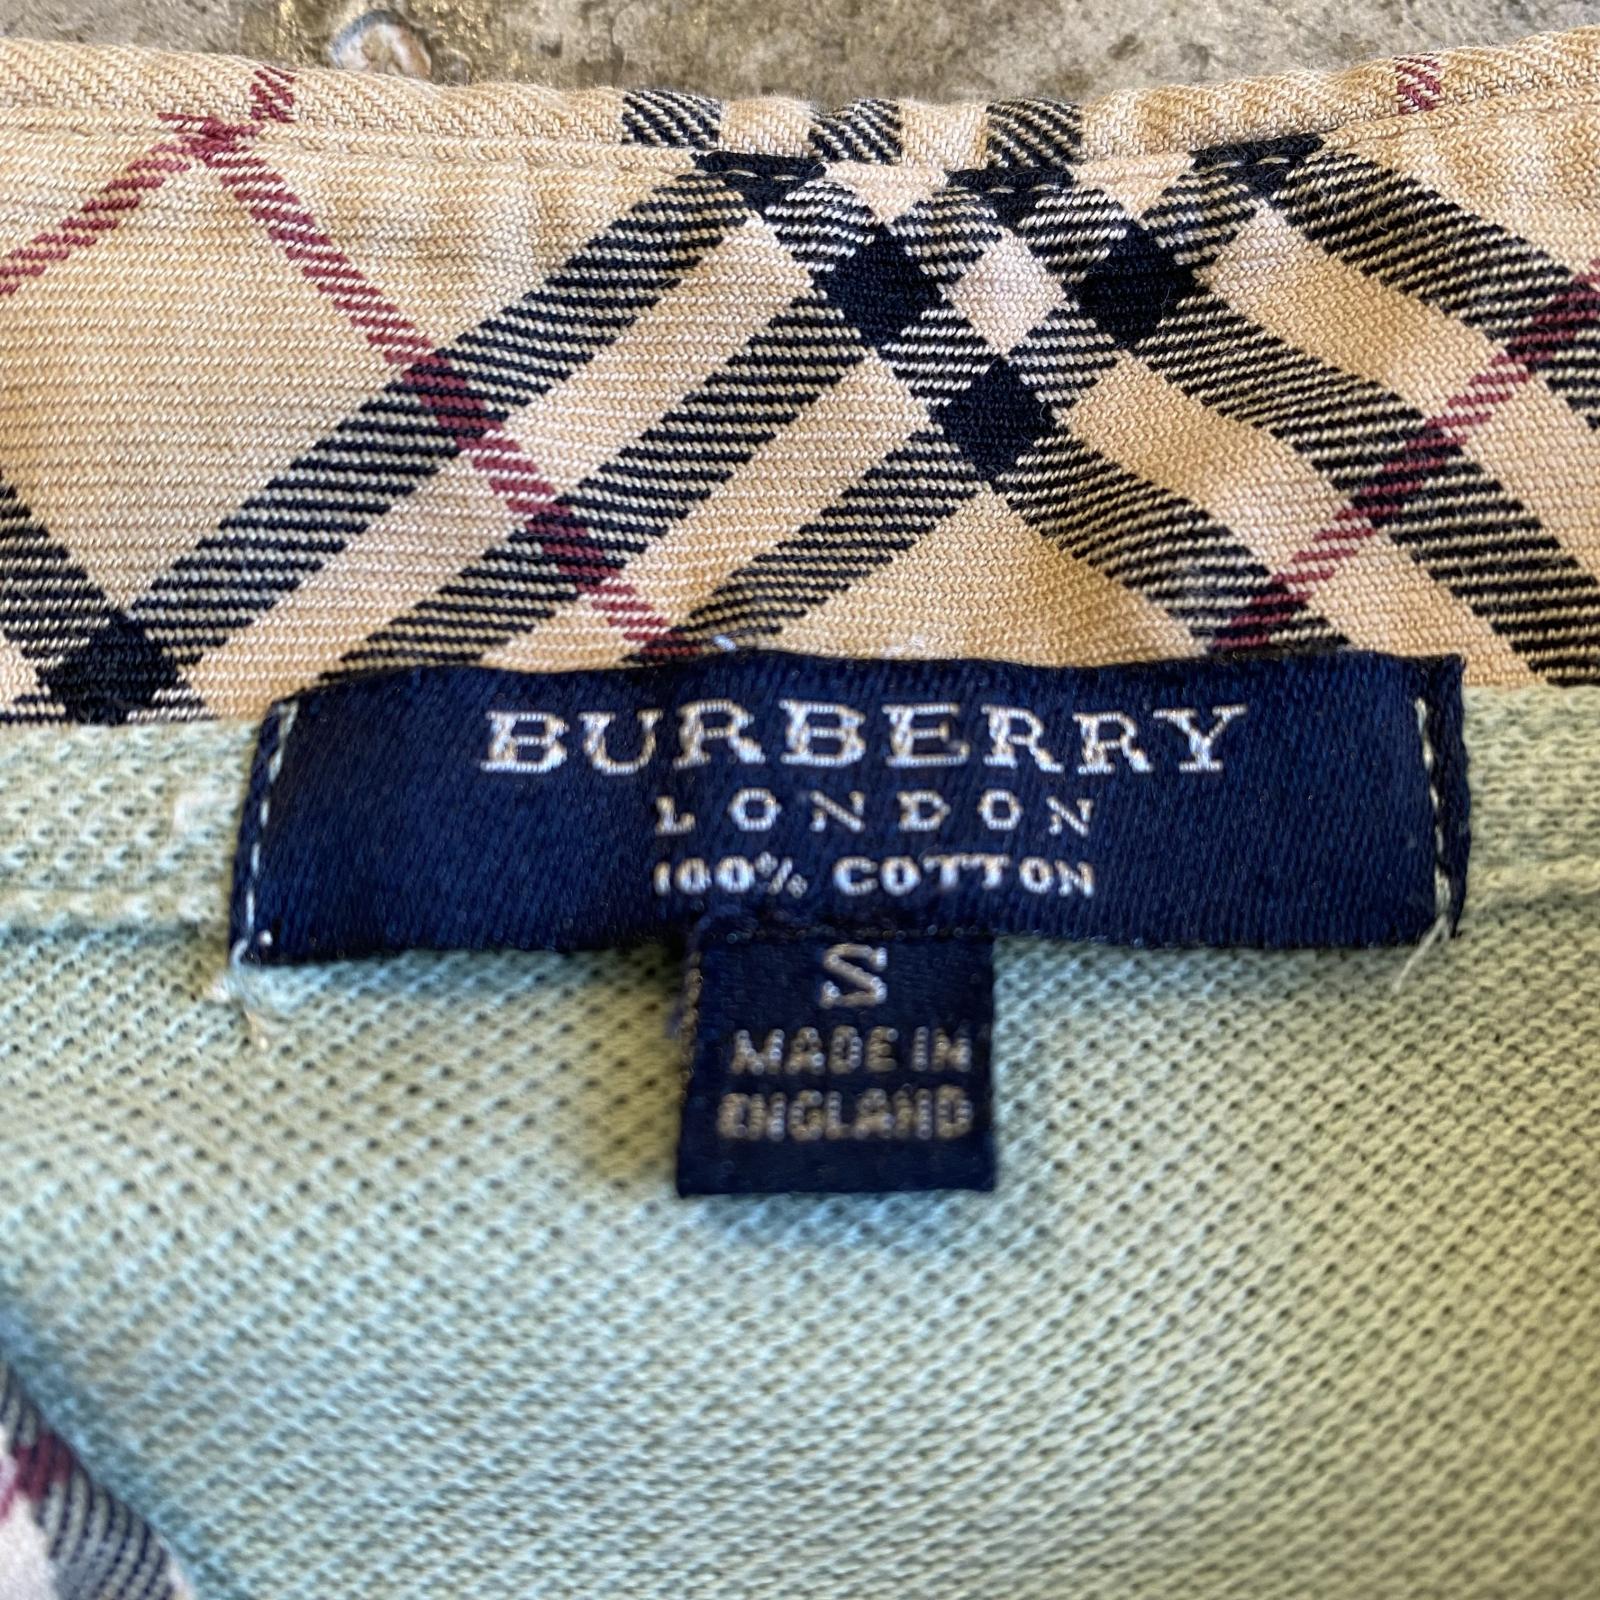 BURBERRY
LONDON
100% COTTON
S
MADE IN
ENGLAND